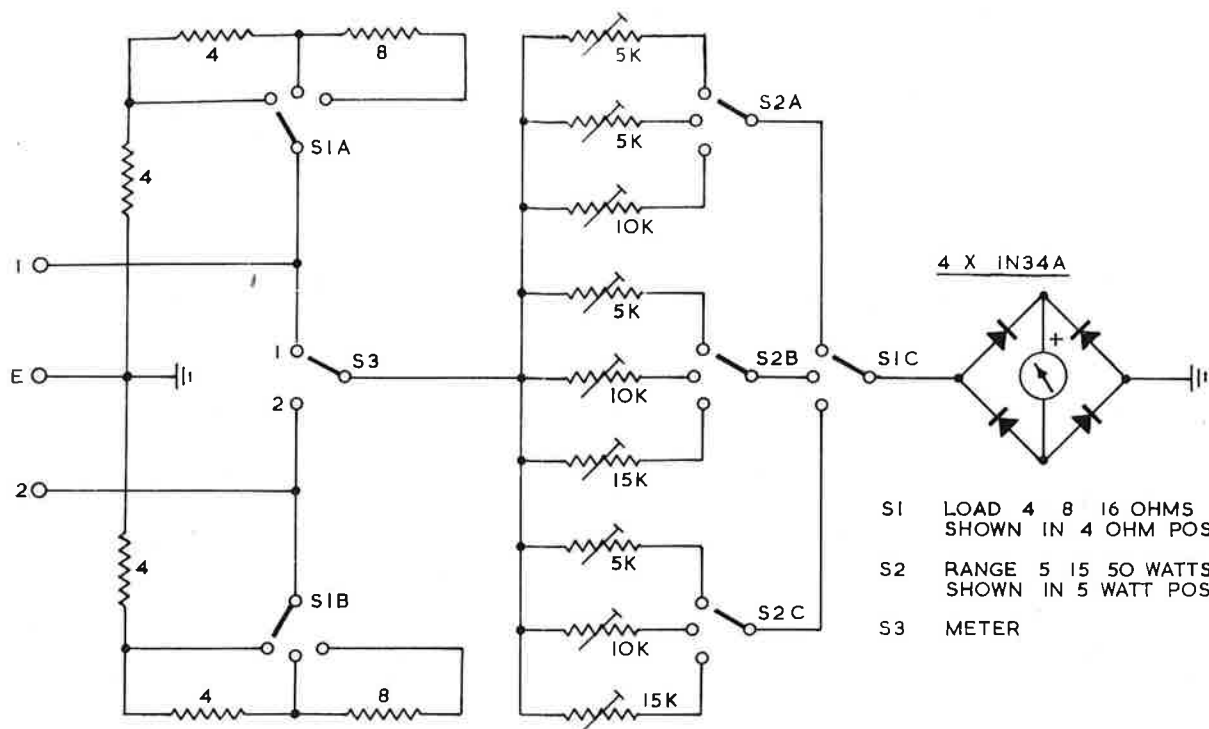 4
8
5K
S2A
S1A
5K
4
10K
1
4 X 1N34A
5K
1
S3
S2B
S1C
+
E
10K
2
15K
2
S1 LOAD 4 8 16 OHMS
SHOWN IN 4 OHM POS
5K
S2 RANGE 5 15 50 WATTS
SHOWN IN 5 WATT POS
4
S1B
S2C
10K
S3 METER
4
8
15K